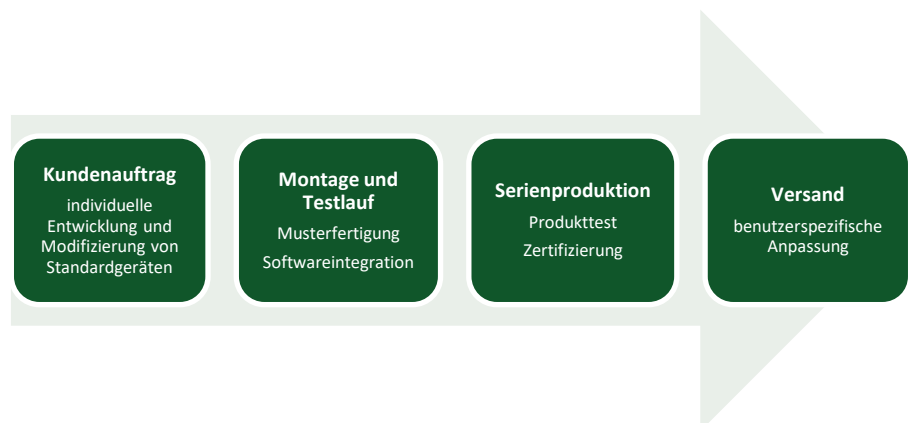 Kundenauftrag
individuelle
Entwicklung und
Modifizierung von
Standardgeräten
Montage und
Testlauf
Musterfertigung
Softwareintegration
Serienproduktion
Produkttest
Zertifizierung
Versand
benutzerspezifische
Anpassung